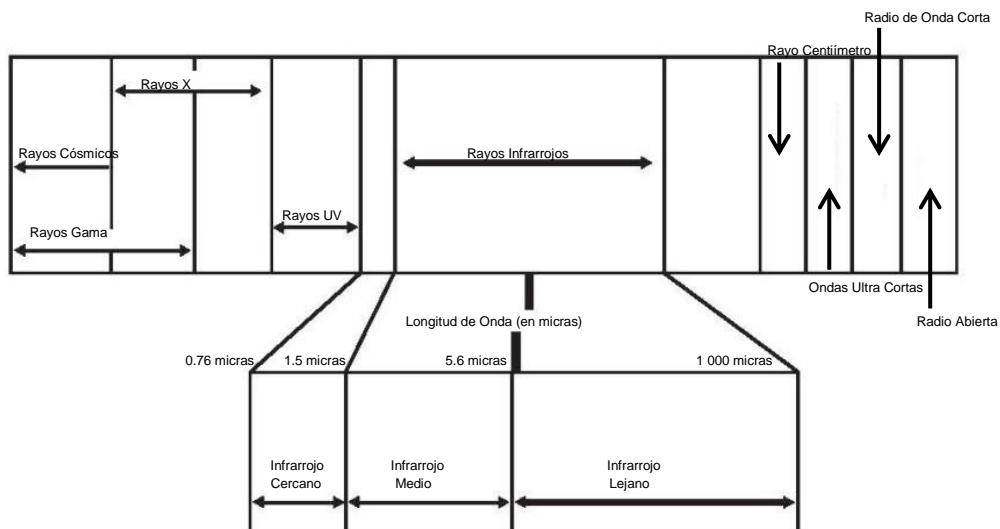 Radio de Onda Corta
Rayo Centiímetro
Rayos X
Rayos Cósmicos
Rayos Infrarrojos
Rayos UV
Rayos Gama
Ondas Ultra Cortas
Longitud de Onda (en micras)
Radio Abierta
0.76 micras
1.5 micras
5.6 micras
1 000 micras
Infrarrojo
Cercano
Infrarrojo
Medio
Infrarrojo
Lejano